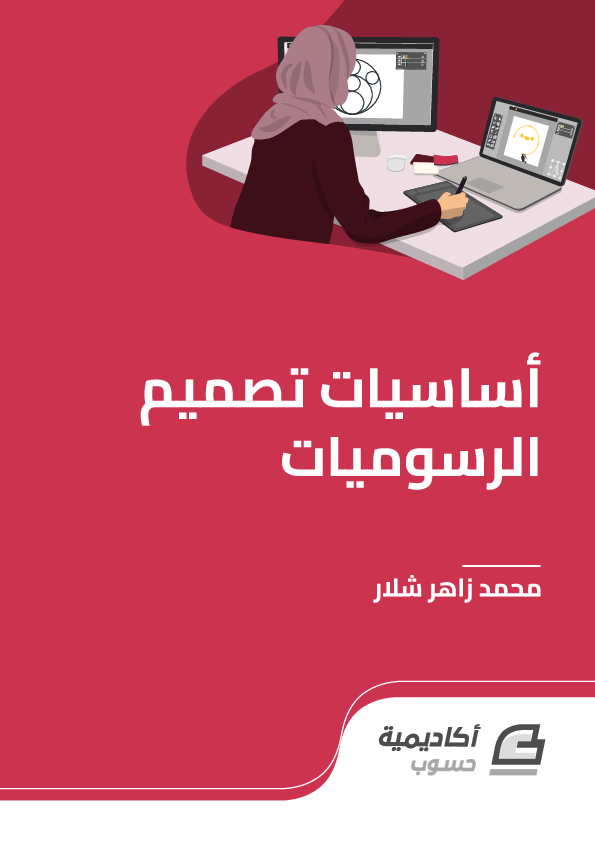 أساسيات تصميم
الرسوميات
محمد زاهر شلار
أكاديمية
حسوب